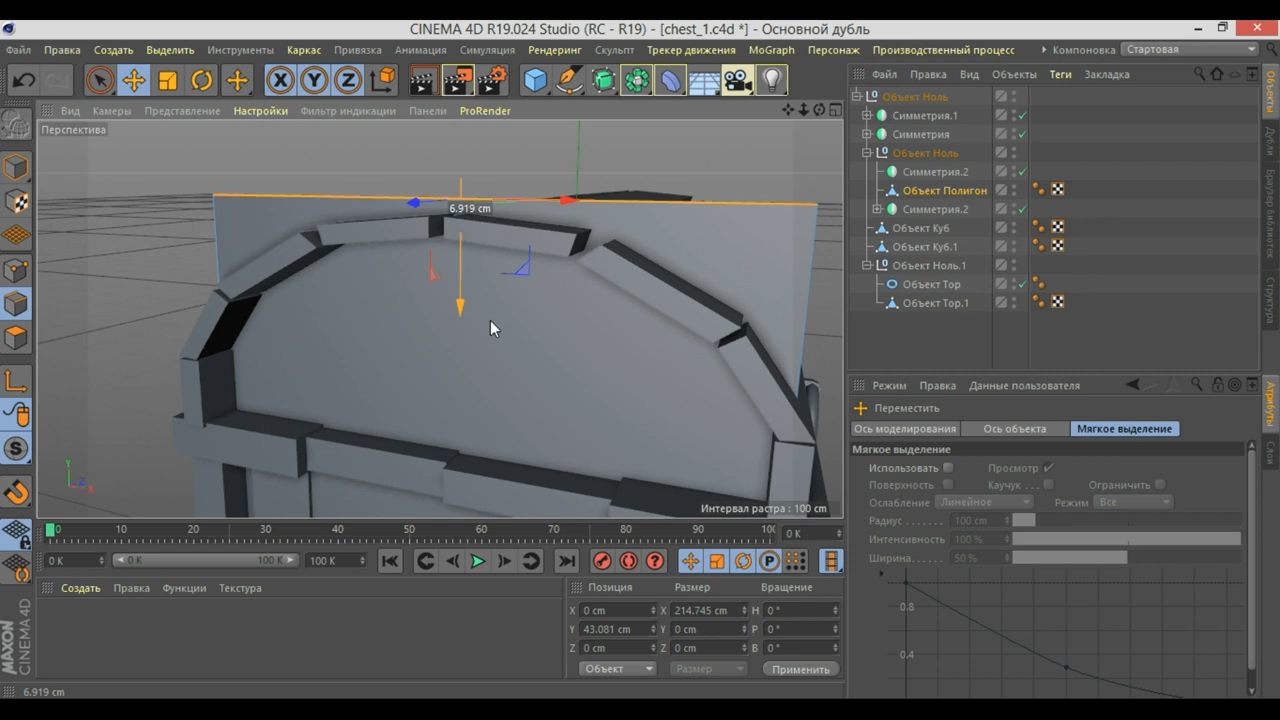 CINEMA 4D R19.024 Studio (RC - R19) - [chest_1.c4d *] - Основной дубль
Файл Правка Создать Выделить Инструменты Каркас Привязка Анимация Симуляция Рендеринг Скульпт Трекер движения MoGraph Персонаж Производственный процесс Компоновка Стартовая
X Y Z
Файл Правка Вид Объекты Теги Закладка
Объекты
Дубли
Браузер библиотек
Структура
Вид Камеры Представление Настройки Фильтр индикации Панели ProRender
Перспектива
Объект Ноль
Симметрия.1
Симметрия
Объект Ноль
Симметрия.2
Объект Полигон
Симметрия.2
Объект Куб
Объект Куб.1
Объект Ноль.1
Объект Тор
Объект Тор.1
6.919 cm
Y
Z
X
Интервал растра : 100 cm
Режим Правка Данные пользователя
Атрибуты
Слои
Переместить
Ось моделирования Ось объекта Мягкое выделение
Мягкое выделение
Использовать Просмотр
Поверхность Каучук . . . Ограничить
Ослабление Линейное Режим Все
Радиус . . . . . . . 100 cm
Интенсивность 100 %
Ширина. . . . . . 50 %
0.8
0.4
0 10 20 30 40 50 60 70 80 90 100 0 K
0 K 0 K 100 K 100 K
P
Создать Правка Функции Текстура
Позиция Размер Вращение
X 0 cm X 214.745 cm H 0 °
Y 43.081 cm Y 0 cm P 0 °
Z 0 cm Z 0 cm B 0 °
Объект Размер Применить
MAXON CINEMA 4D
6.919 cm